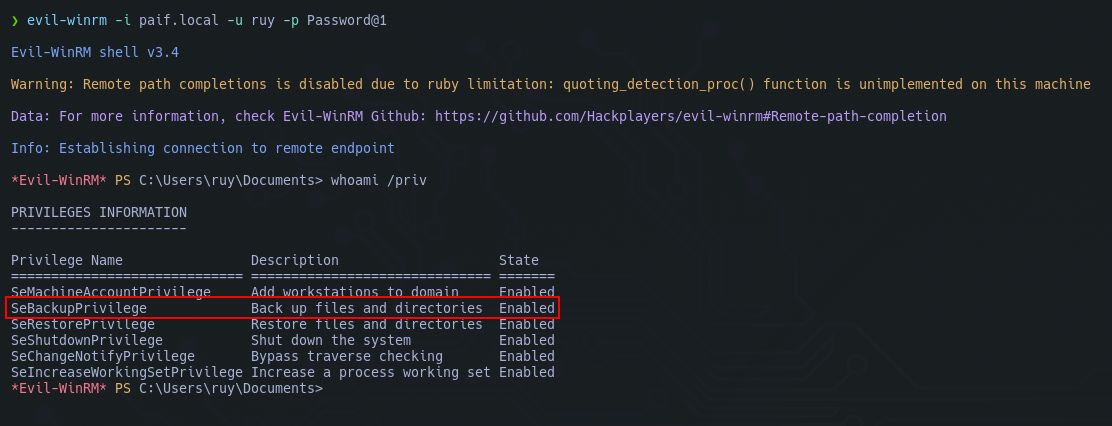 ❯ evil-winrm -i paif.local -u ruy -p Password@1
Evil-WinRM shell v3.4
Warning: Remote path completions is disabled due to ruby limitation: quoting_detection_proc() function is unimplemented on this machine
Data: For more information, check Evil-WinRM Github: https://github.com/Hackplayers/evil-winrm#Remote-path-completion
Info: Establishing connection to remote endpoint
*Evil-WinRM* PS C:\Users\ruy\Documents> whoami /priv
PRIVILEGES INFORMATION
----------------------
Privilege Name                Description                    State
============================= ============================== =======
SeMachineAccountPrivilege     Add workstations to domain     Enabled
SeBackupPrivilege             Back up files and directories  Enabled
SeRestorePrivilege            Restore files and directories  Enabled
SeShutdownPrivilege           Shut down the system           Enabled
SeChangeNotifyPrivilege       Bypass traverse checking       Enabled
SeIncreaseWorkingSetPrivilege Increase a process working set Enabled
*Evil-WinRM* PS C:\Users\ruy\Documents>